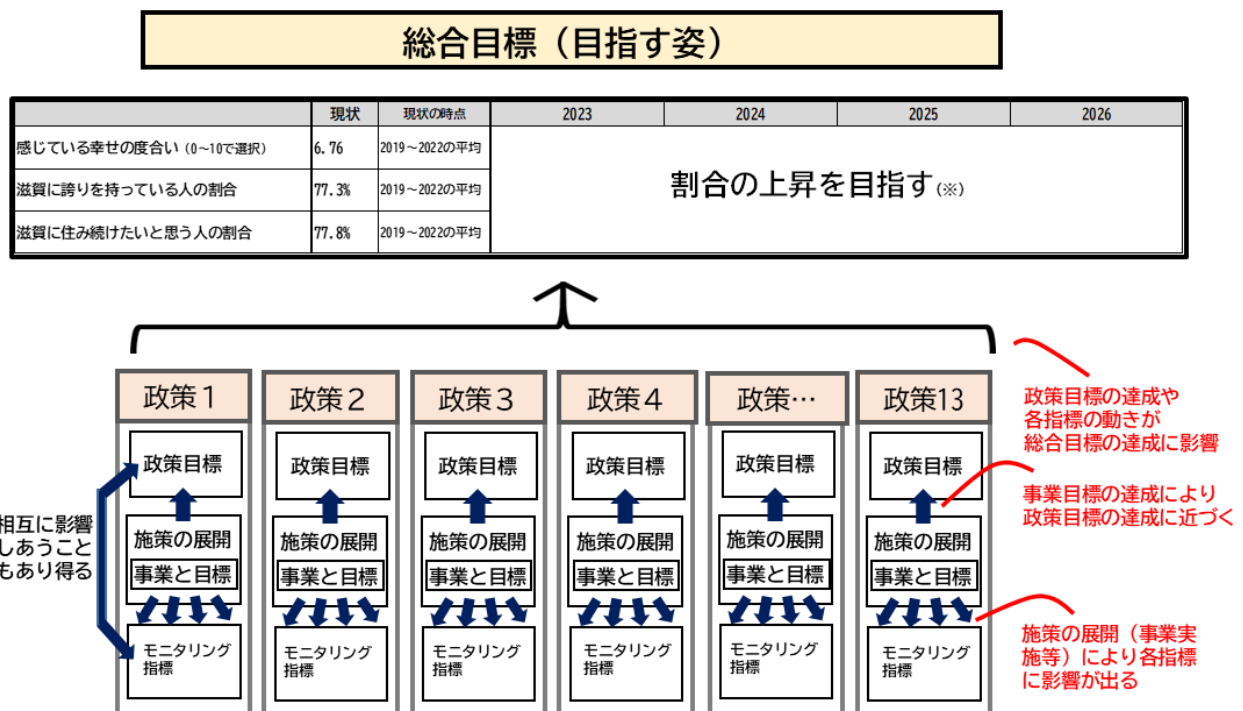 総合目標（目指す姿）
現状 現状の時点 2023 2024 2025 2026
感じている幸せの度合い（0～10で選択） 6.76 2019～2022の平均
滋賀に誇りを持っている人の割合 77.3% 2019～2022の平均
滋賀に住み続けたいと思う人の割合 77.8% 2019～2022の平均
割合の上昇を目指す(※)
政策１ 政策２ 政策３ 政策４ 政策… 政策13
政策目標 政策目標 政策目標 政策目標 政策目標 政策目標
施策の展開 施策の展開 施策の展開 施策の展開 施策の展開 施策の展開
事業と目標 事業と目標 事業と目標 事業と目標 事業と目標 事業と目標
モニタリング モニタリング モニタリング モニタリング モニタリング モニタリング
指標 指標 指標 指標 指標 指標
相互に影響
しあうこと
もあり得る
政策目標の達成や
各指標の動きが
総合目標の達成に影響
事業目標の達成により
政策目標の達成に近づく
施策の展開（事業実
施等）により各指標
に影響が出る